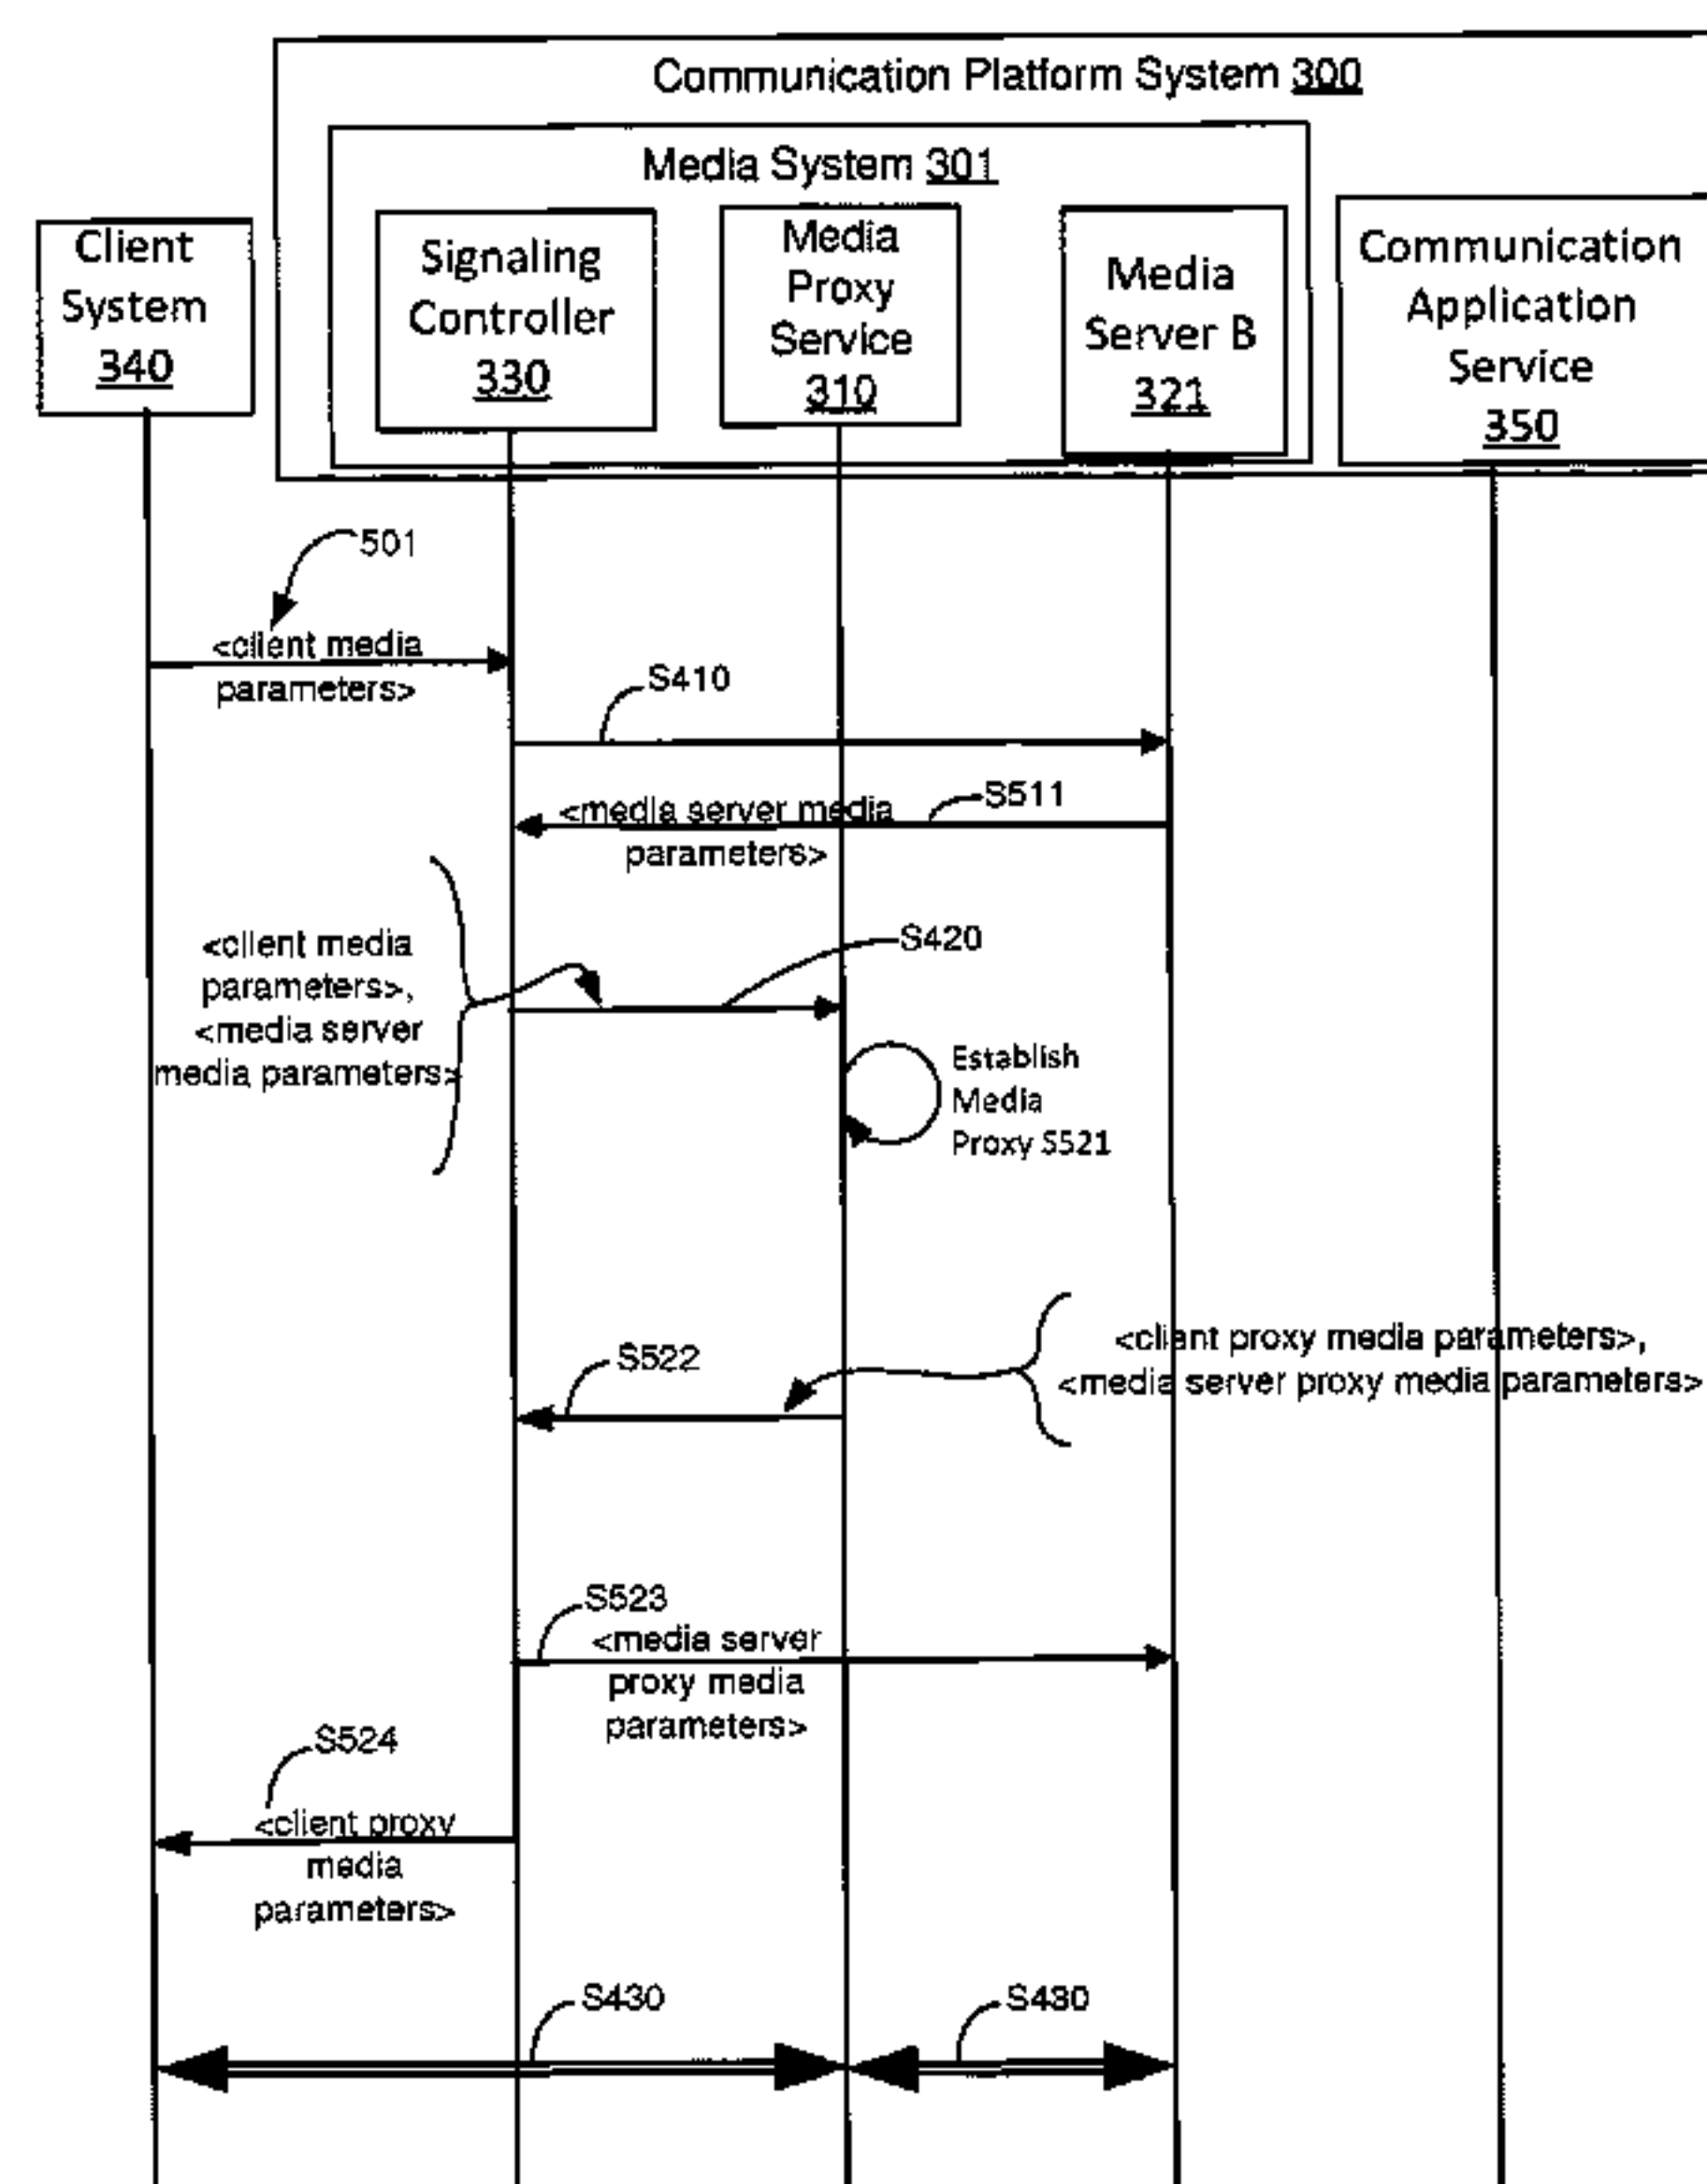 Communication Platform System 300
Media System 301
Client
System
340
Signaling
Controller
330
Media
Proxy
Service
310
Media
Server B
321
Communication
Application
Service
350
501
<client media
parameters>
S410
S511
<media server media
parameters>
<client media
parameters>,
<media server
media parameters>
S420
Establish
Media
Proxy S521
<client proxy media parameters>,
<media server proxy media parameters>
S522
S523
<media server
proxy media
parameters>
S524
<client proxy
media
parameters>
S430
S430